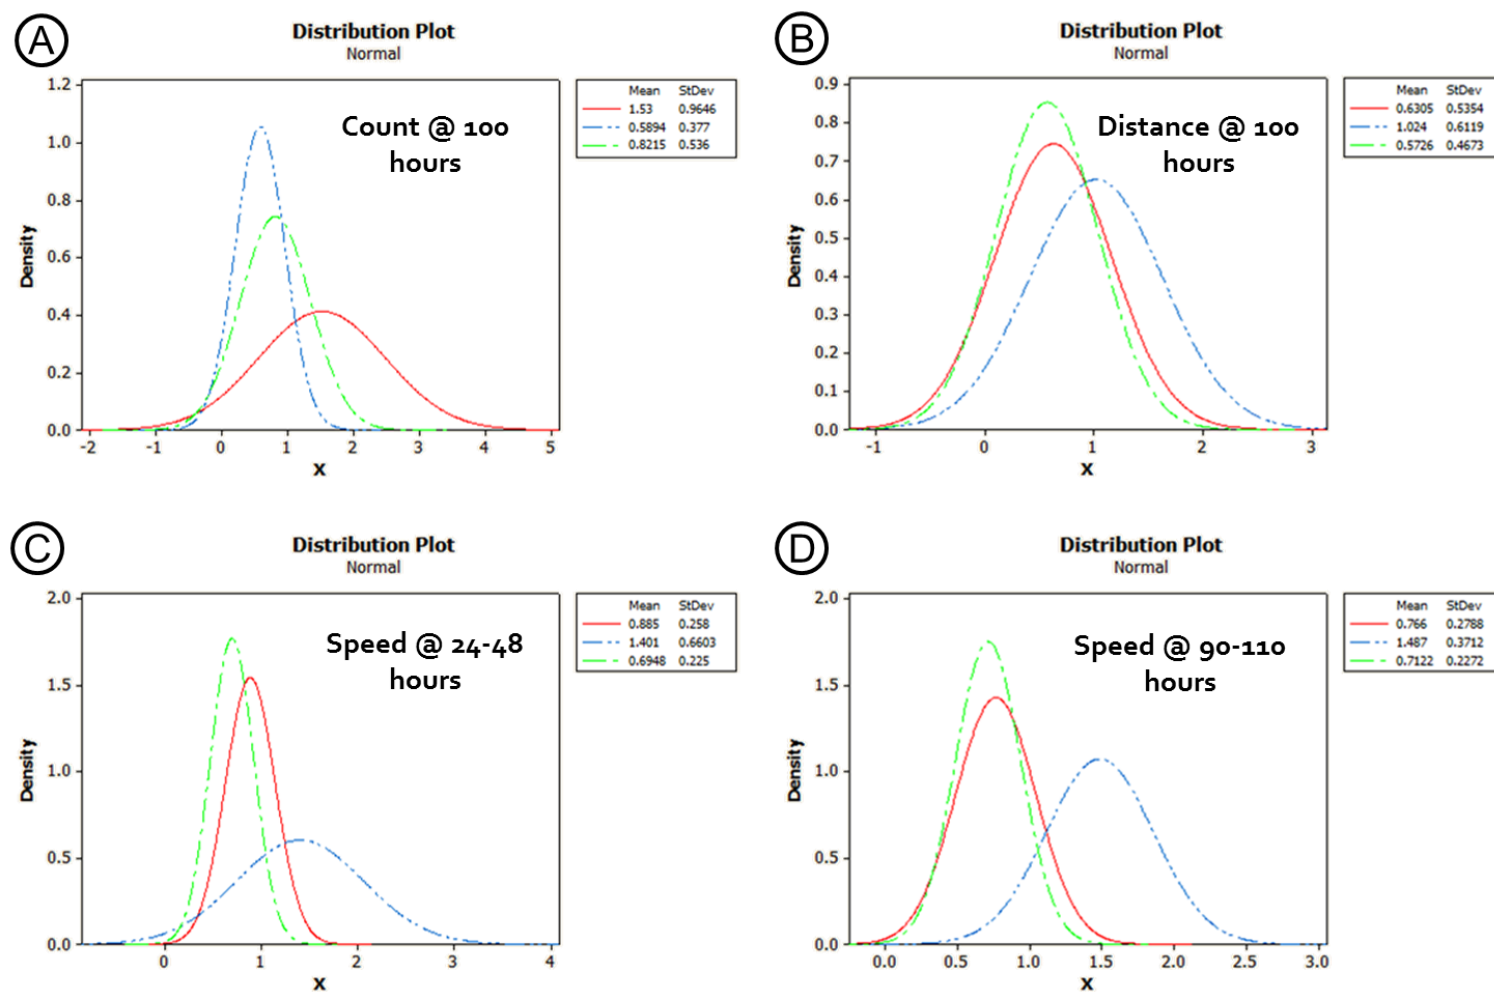 A
Distribution Plot
Normal
Count @ 100
hours
Mean StDev
1.53 0.9646
0.5894 0.377
0.8215 0.536
1.2
1.0
0.8
0.6
0.4
0.2
0.0
Density
-2 -1 0 1 2 3 4 5
X
B
Distribution Plot
Normal
Distance @ 100
hours
Mean StDev
0.6305 0.5354
1.024 0.6119
0.5726 0.4673
0.9
0.8
0.7
0.6
0.5
0.4
0.3
0.2
0.1
0.0
Density
-1 0 1 2 3
X
C
Distribution Plot
Normal
Speed @ 24-48
hours
Mean StDev
0.885 0.258
1.401 0.6603
0.6948 0.225
2.0
1.5
1.0
0.5
0.0
Density
0 1 2 3 4
X
D
Distribution Plot
Normal
Speed @ 90-110
hours
Mean StDev
0.766 0.2788
1.487 0.3712
0.7122 0.2272
2.0
1.5
1.0
0.5
0.0
Density
0.0 0.5 1.0 1.5 2.0 2.5 3.0
X